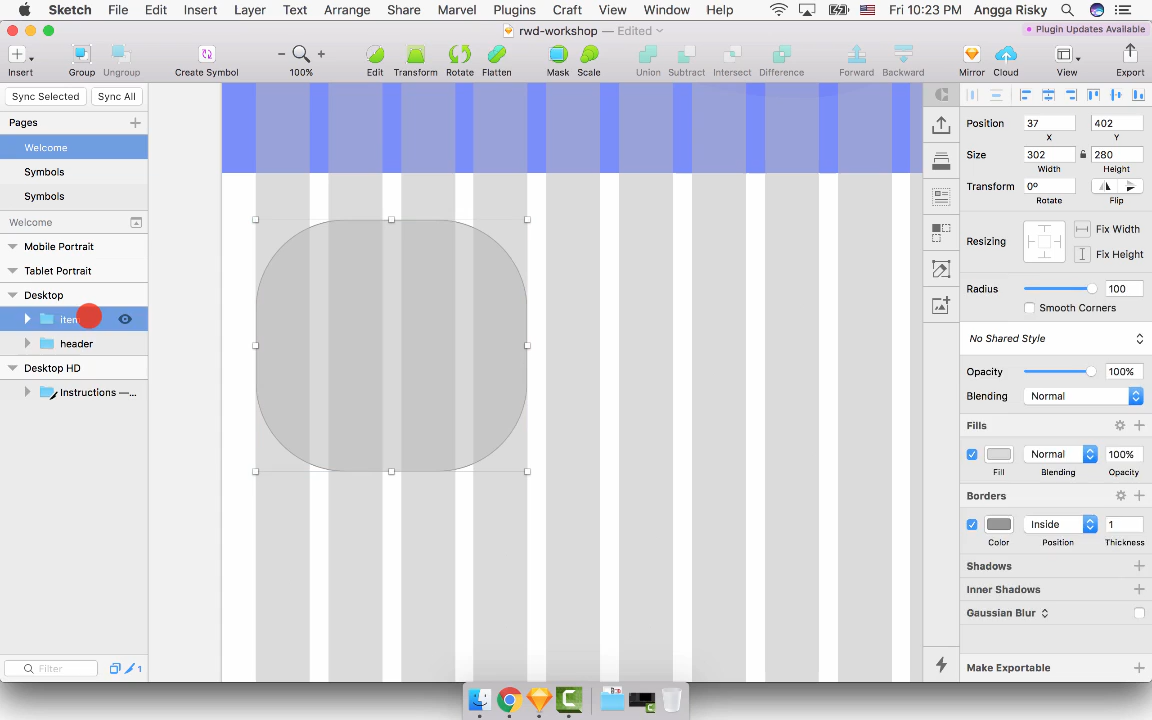 Sketch File Edit Insert Layer Text Arrange Share Marvel Plugins Craft View Window Help Fri 10:23 PM Angga Risky
rwd-workshop — Edited
Plugin Updates Available
Insert Group Ungroup Create Symbol 100% Edit Transform Rotate Flatten Mask Scale Union Subtract Intersect Difference Forward Backward Mirror Cloud View Export
Sync Selected Sync All
Pages
Welcome
Symbols
Symbols
Welcome
Mobile Portrait
Tablet Portrait
Desktop
header
Desktop HD
Instructions —...
Filter 1
Position 37 402
X Y
Size 302 280
Width Height
Transform 0º
Rotate Flip
Resizing Fix Width
Fix Height
Radius 100
Smooth Corners
No Shared Style
Opacity 100%
Blending Normal
Fills
Normal 100%
Fill Blending Opacity
Borders
Inside 1
Color Position Thickness
Shadows
Inner Shadows
Gaussian Blur
Make Exportable